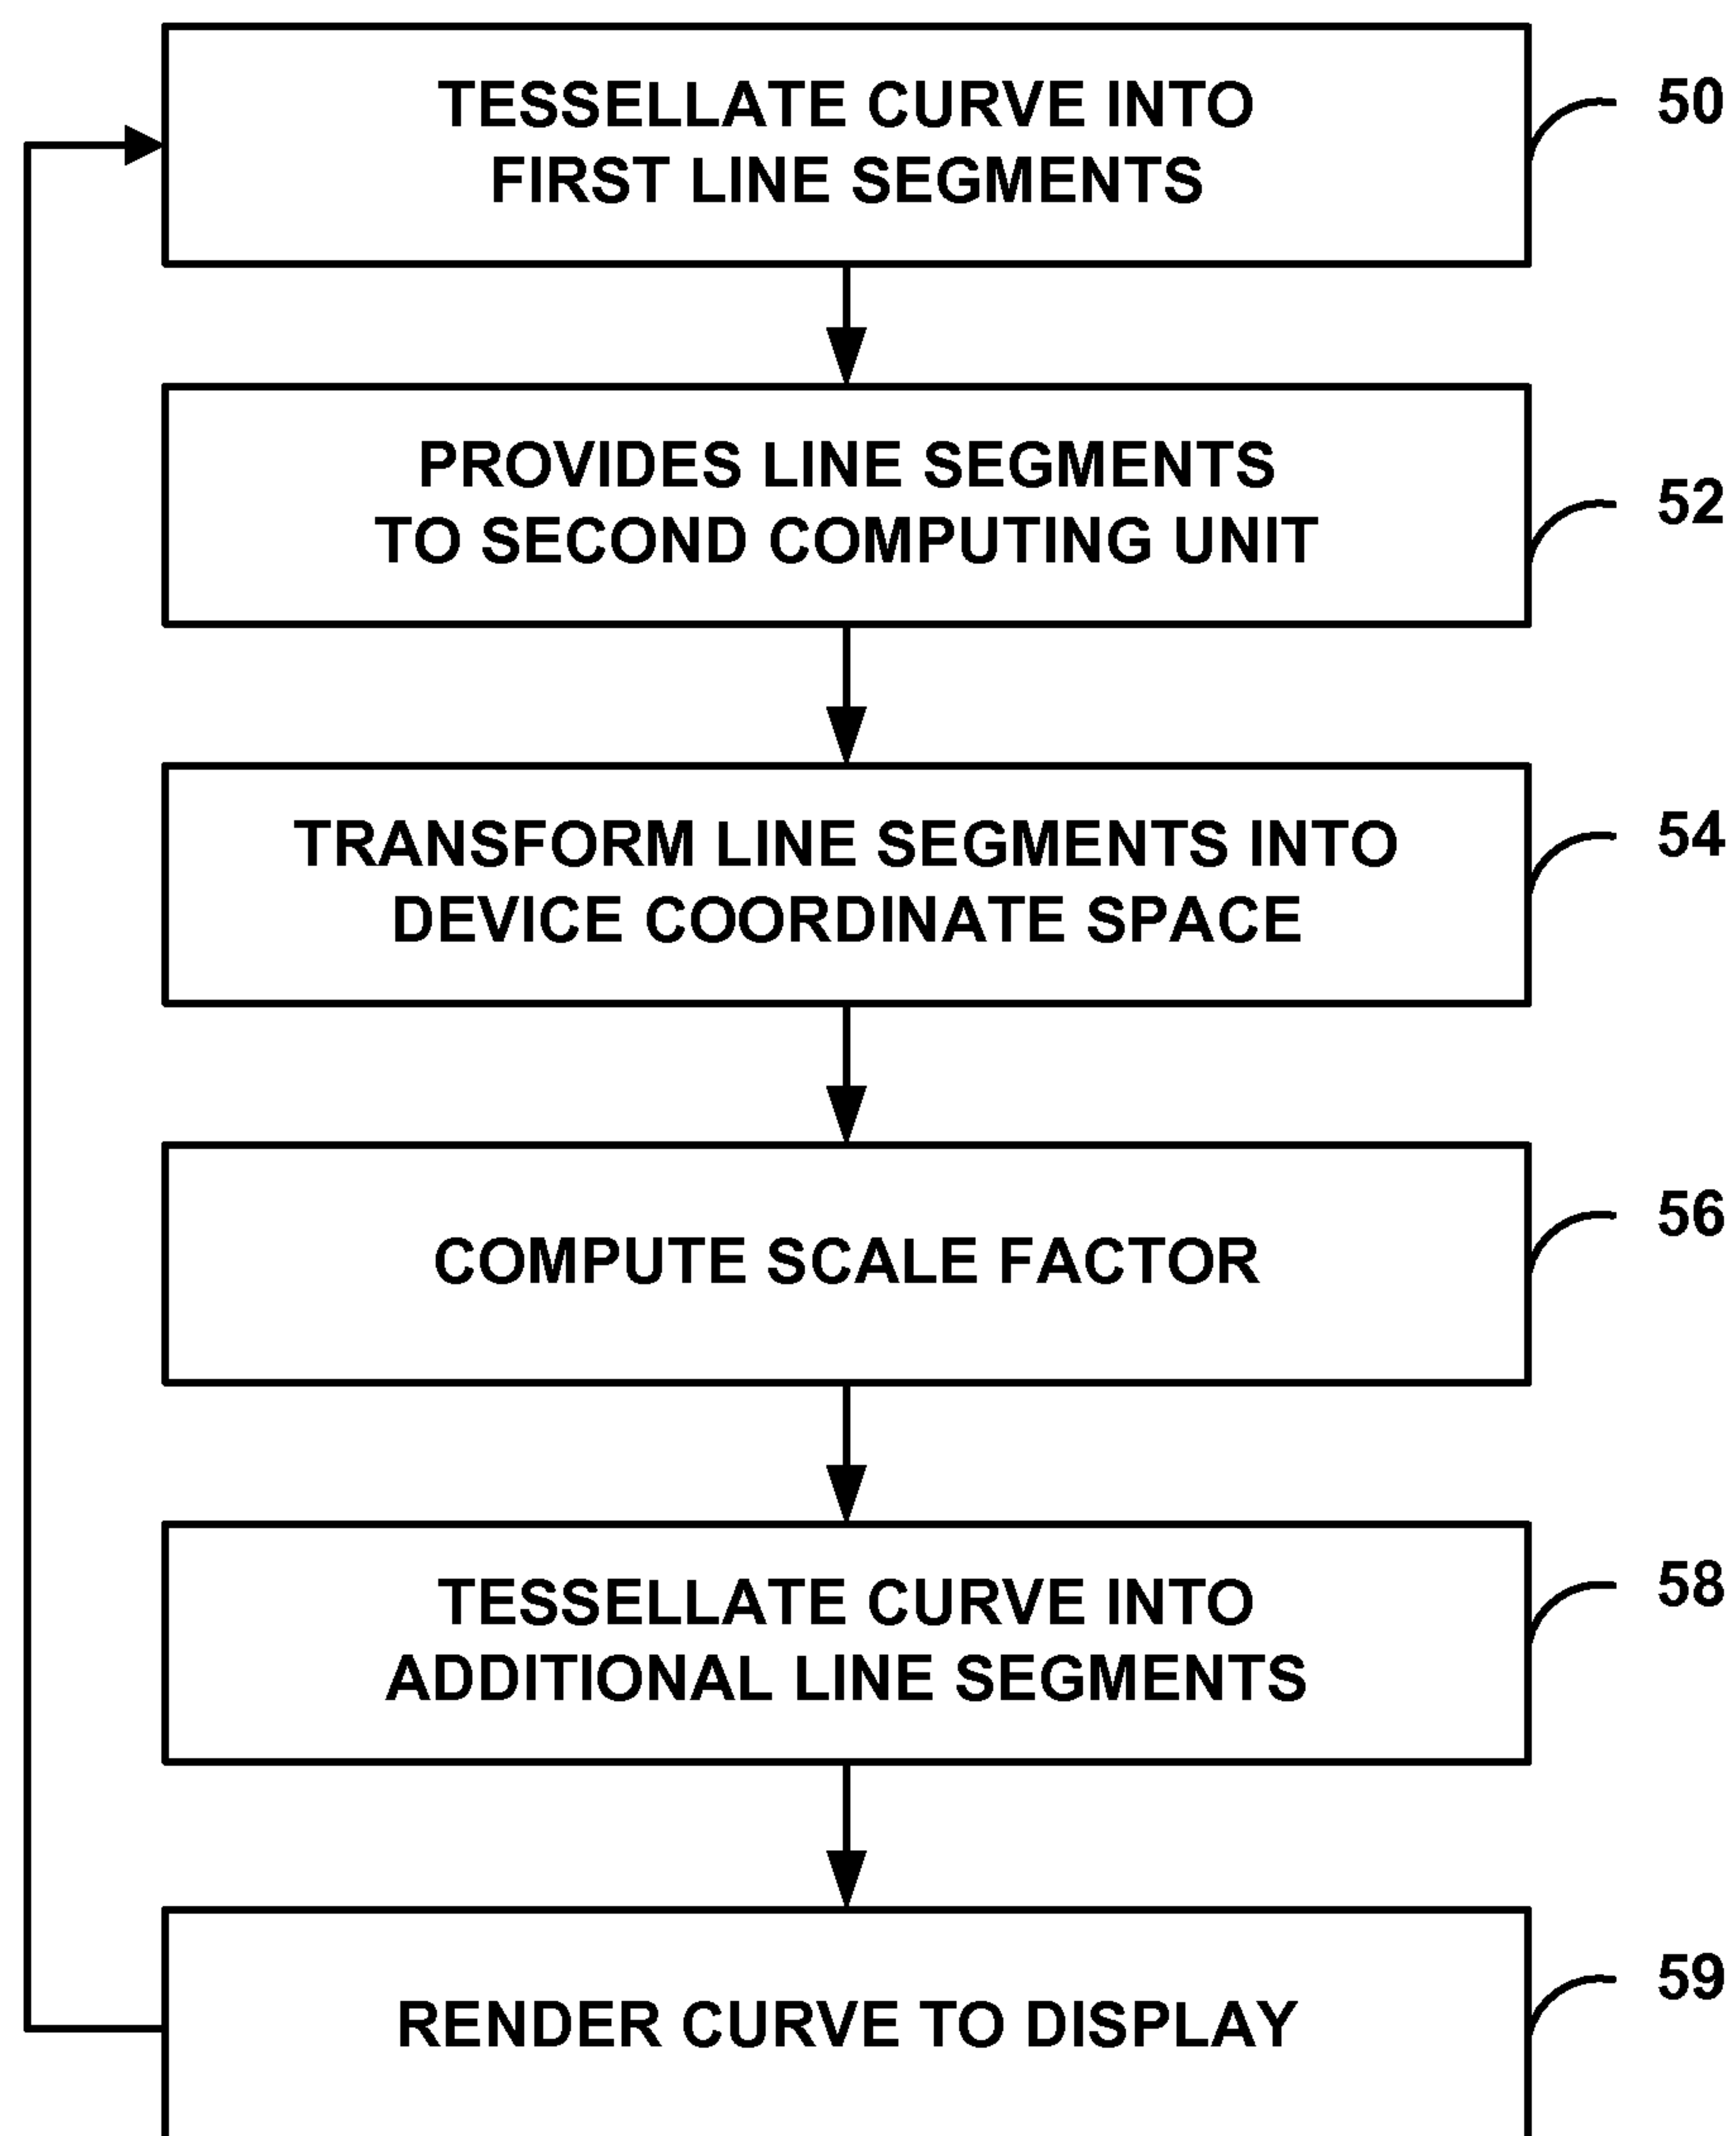 TESSELLATE CURVE INTO
FIRST LINE SEGMENTS
50
PROVIDES LINE SEGMENTS
TO SECOND COMPUTING UNIT
52
TRANSFORM LINE SEGMENTS INTO
DEVICE COORDINATE SPACE
54
COMPUTE SCALE FACTOR
56
TESSELLATE CURVE INTO
ADDITIONAL LINE SEGMENTS
58
RENDER CURVE TO DISPLAY
59